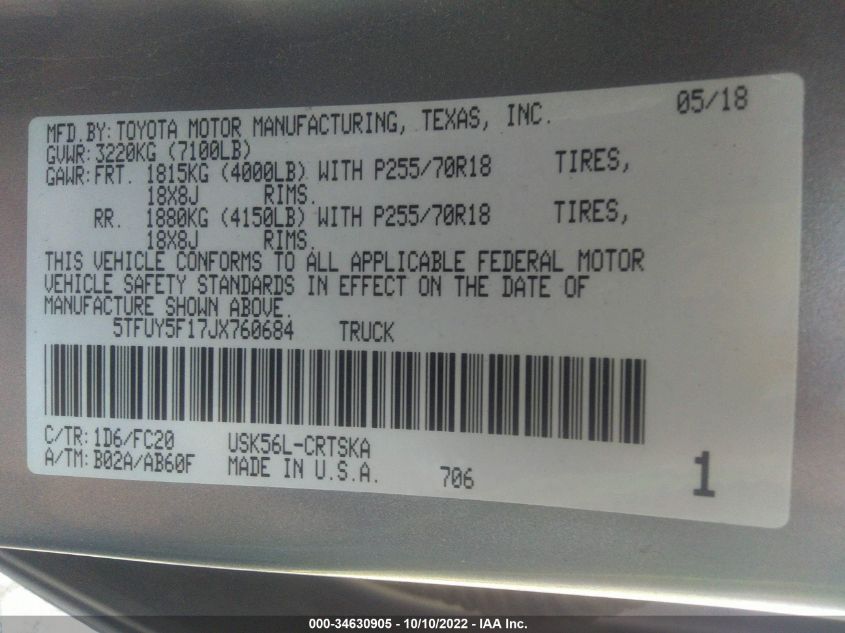 05/18
MFD.BY:TOYOTA MOTOR MANUFACTURING, TEXAS, INC.
GVWR:3220KG (7100LB)
GAWR:FRT. 1815KG (4000LB) WITH P255/70R18 TIRES,
18X8J RIMS.
RR. 1880KG (4150LB) WITH P255/70R18 TIRES,
18X8J RIMS.
THIS VEHICLE CONFORMS TO ALL APPLICABLE FEDERAL MOTOR
VEHICLE SAFETY STANDARDS IN EFFECT ON THE DATE OF
MANUFACTURE SHOWN ABOVE.
5TFUY5F17JX760684 TRUCK
C/TR:1D6/FC20 USK56L-CRTSKA
A/TM:B02A/AB60F MADE IN U.S.A. 706 1
000-34630905 - 10/10/2022 - IAA Inc.